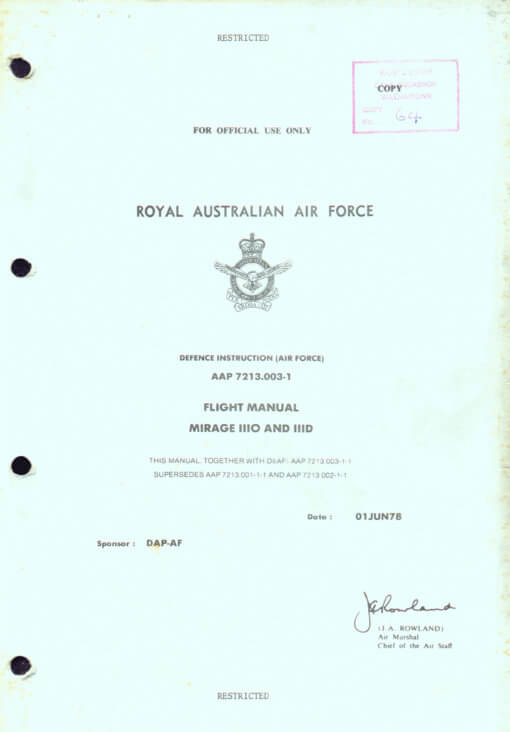 RESTRICTED
COPY
COPY
No. 64
FOR OFFICIAL USE ONLY
ROYAL AUSTRALIAN AIR FORCE
DEFENCE INSTRUCTION (AIR FORCE)
AAP 7213.003-1
FLIGHT MANUAL
MIRAGE IIIO AND IIID
THIS MANUAL, TOGETHER WITH DI(AF) AAP 7213.003-1-1
SUPERSEDES AAP 7213.001-1-1 AND AAP 7213.002-1-1
Date : 01JUN78
Sponsor : DAP-AF
JARowland
(J.A. ROWLAND)
Air Marshal
Chief of the Air Staff
RESTRICTED